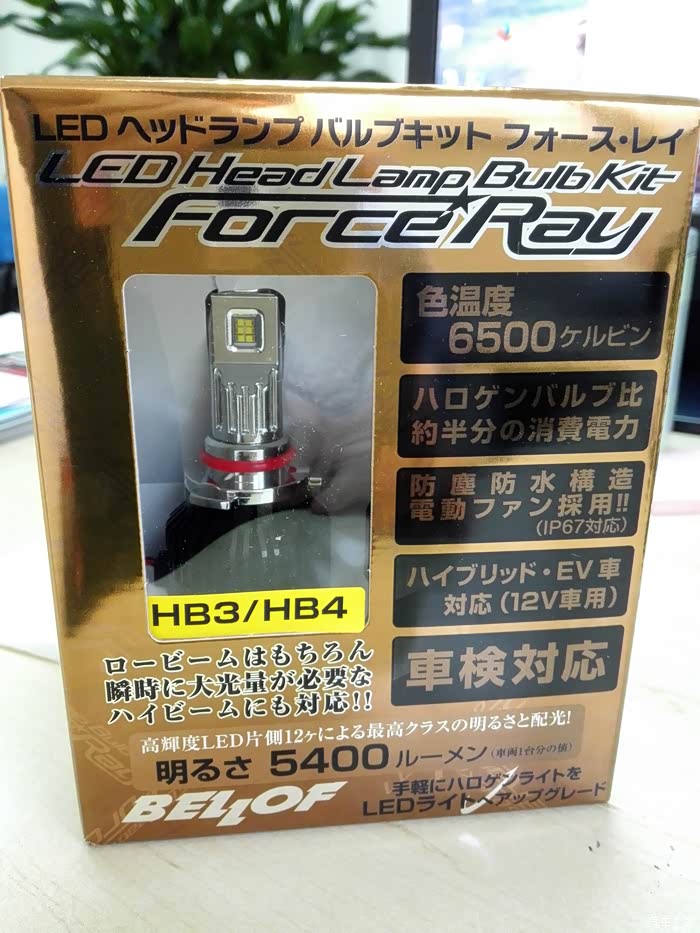 LED ヘッドランプ バルブキット フォース・レイ
LED Head Lamp Bulb Kit
Force Ray
色温度
6500ケルビン
ハロゲンバルブ比
約半分の消費電力
防塵防水構造
電動ファン採用!!
(IP67対応)
ハイブリッド・EV車
対応(12V車用)
車検対応
HB3/HB4
ロービームはもちろん
瞬時に大光量が必要な
ハイビームにも対応!!
高輝度LED片側12ヶによる最高クラスの明るさと配光!
明るさ 5400ルーメン(車両1台分の値)
BELLOF
手軽にハロゲンライトを
LEDライトへアップグレード